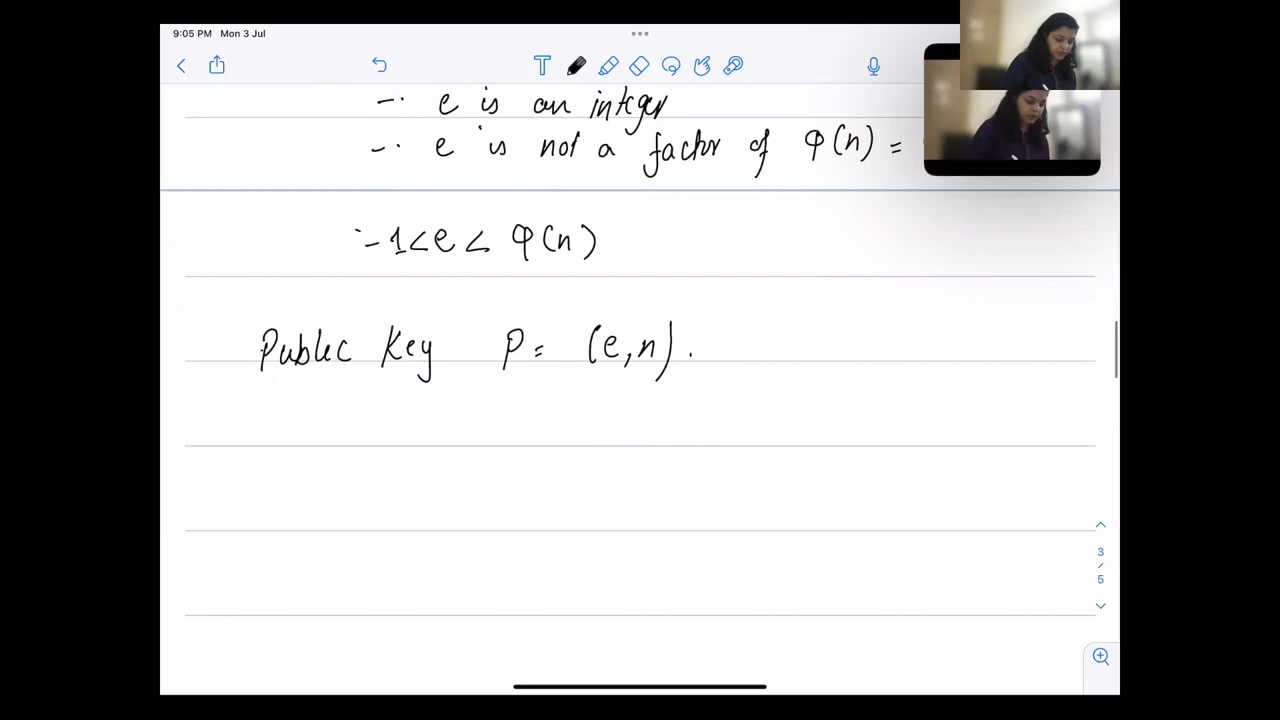 9:05 PM Mon 3 Jul
-· e is an integer
-· e is not a factor of φ(n) =
- 1<e< φ(n)
Public Key P= (e,n).
3
/
5